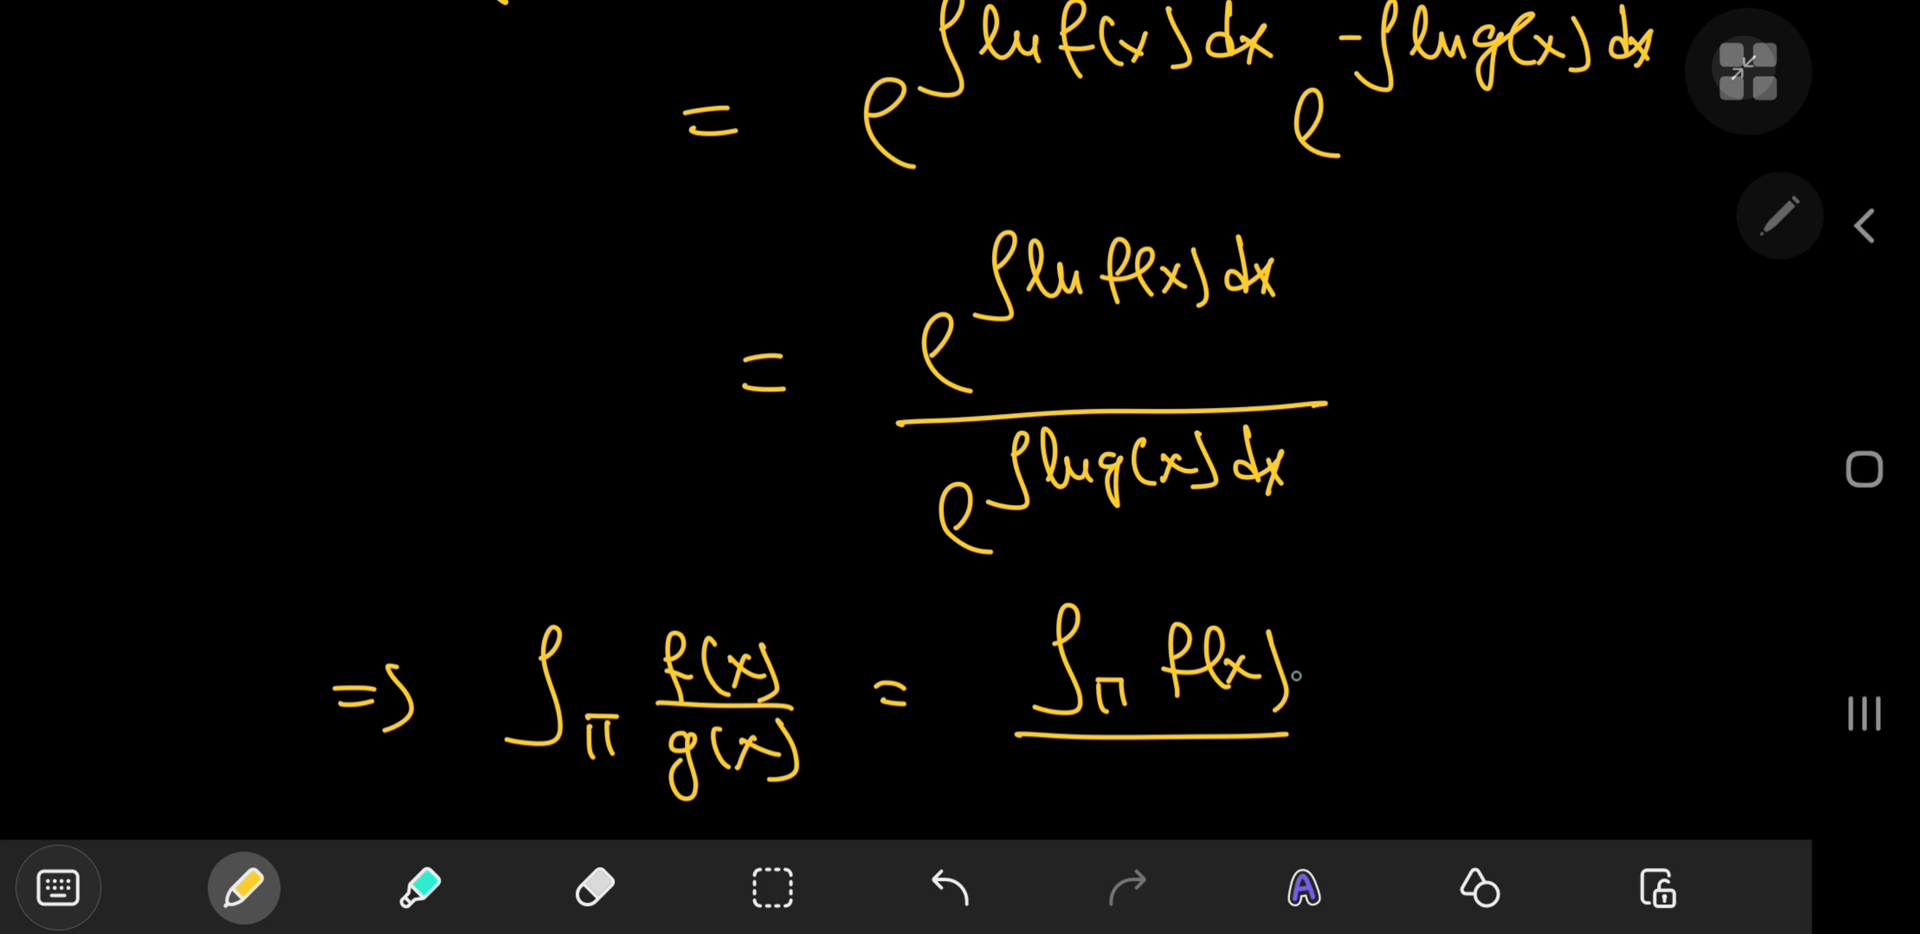 = e^{∫ln f(x)dx} e^{-∫ln g(x)dx}
= e^{∫ln f(x)dx} / e^{∫ln g(x)dx}
=> ∫_π f(x)/g(x) = ∫_π f(x)
A